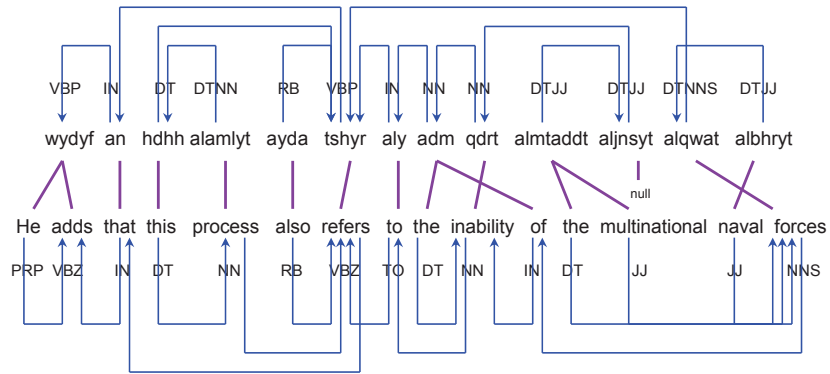 VBP IN DT DTNN RB VBP IN NN NN DTJJ DTJJ DTNNS DTJJ
wydyf an hdhh alamlyt ayda tshyr aly adm qdrt almtaddt aljnsyt alqwat albhryt
null
He adds that this process also refers to the inability of the multinational naval forces
PRP VBZ IN DT NN RB VBZ TO DT NN IN DT JJ JJ NNS